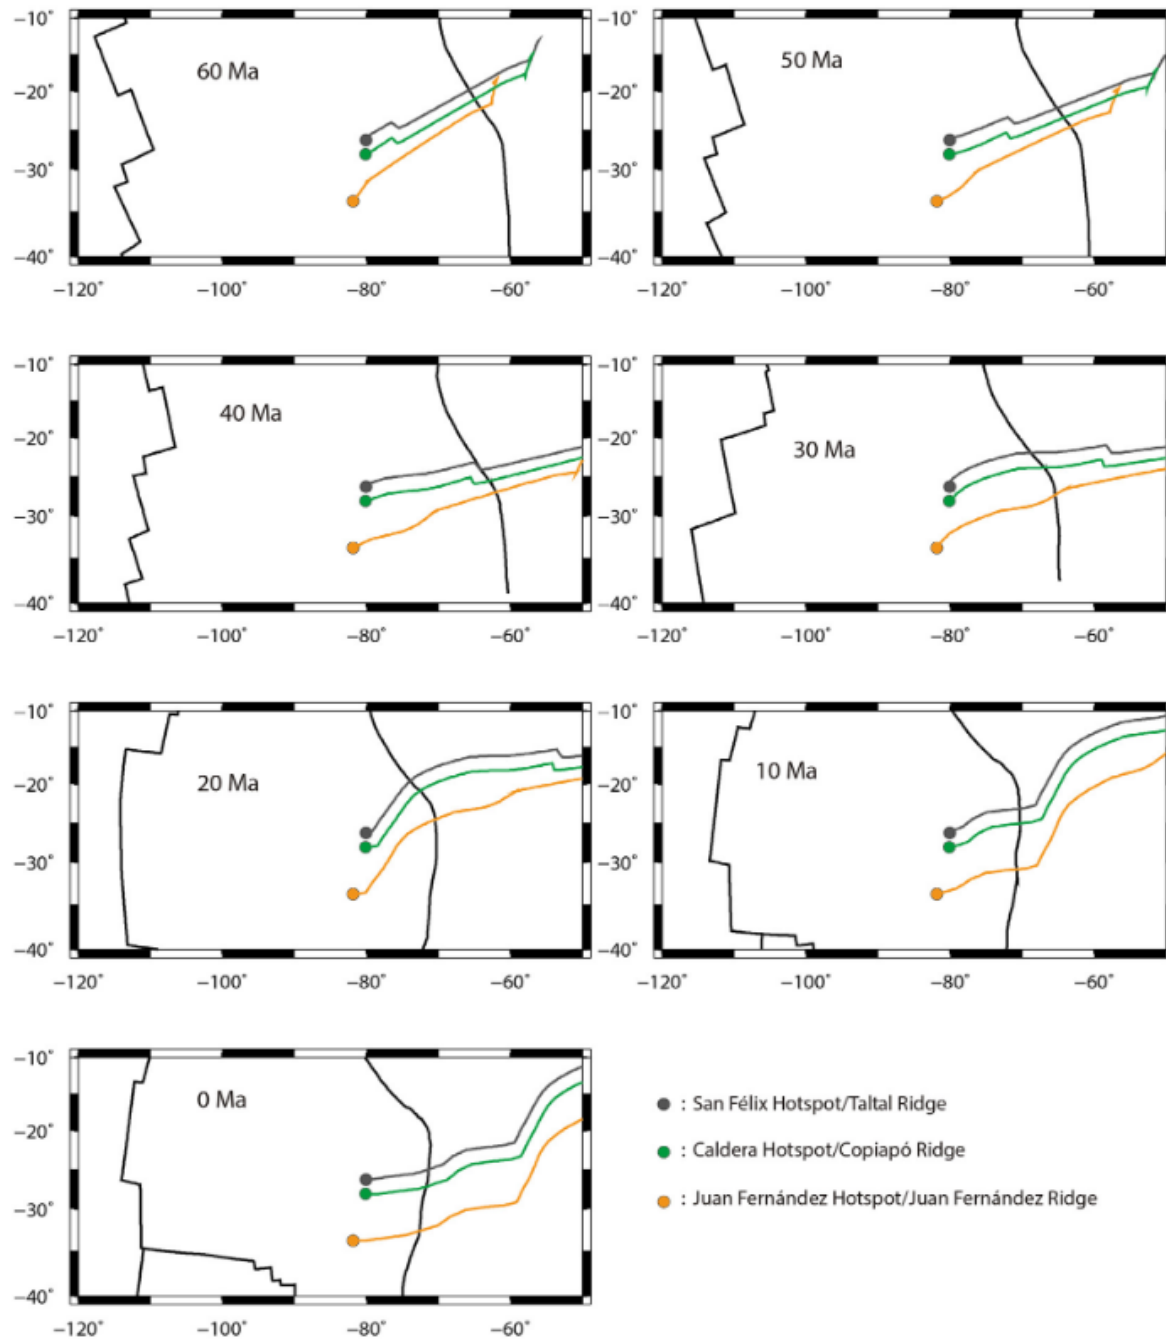 −10˚ −10˚
60 Ma 50 Ma
−20˚ −20˚
−30˚ −30˚
−40˚ −40˚
−120˚ −100˚ −80˚ −60˚ −120˚ −100˚ −80˚ −60˚
−10˚ −10˚
40 Ma 30 Ma
−20˚ −20˚
−30˚ −30˚
−40˚ −40˚
−120˚ −100˚ −80˚ −60˚ −120˚ −100˚ −80˚ −60˚
−10˚ −10˚
20 Ma 10 Ma
−20˚ −20˚
−30˚ −30˚
−40˚ −40˚
−120˚ −100˚ −80˚ −60˚ −120˚ −100˚ −80˚ −60˚
−10˚
0 Ma
−20˚
−30˚
−40˚
−120˚ −100˚ −80˚ −60˚
: San Félix Hotspot/Taltal Ridge
: Caldera Hotspot/Copiapó Ridge
: Juan Fernández Hotspot/Juan Fernández Ridge